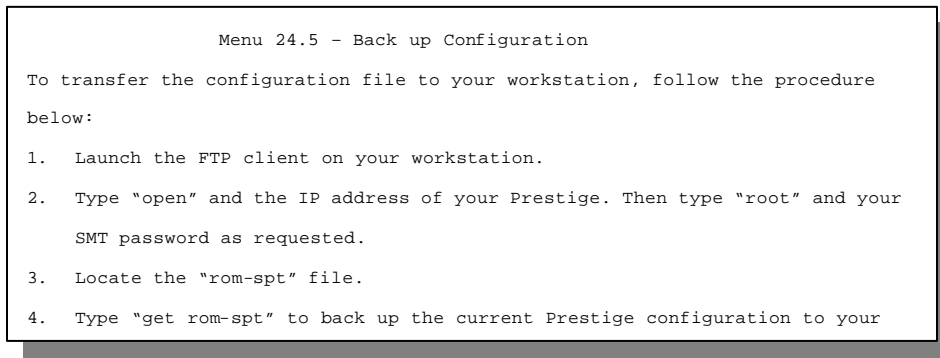 Menu 24.5 – Back up Configuration
To transfer the configuration file to your workstation, follow the procedure
below:
1. Launch the FTP client on your workstation.
2. Type “open” and the IP address of your Prestige. Then type “root” and your
SMT password as requested.
3. Locate the “rom-spt” file.
4. Type “get rom-spt” to back up the current Prestige configuration to your